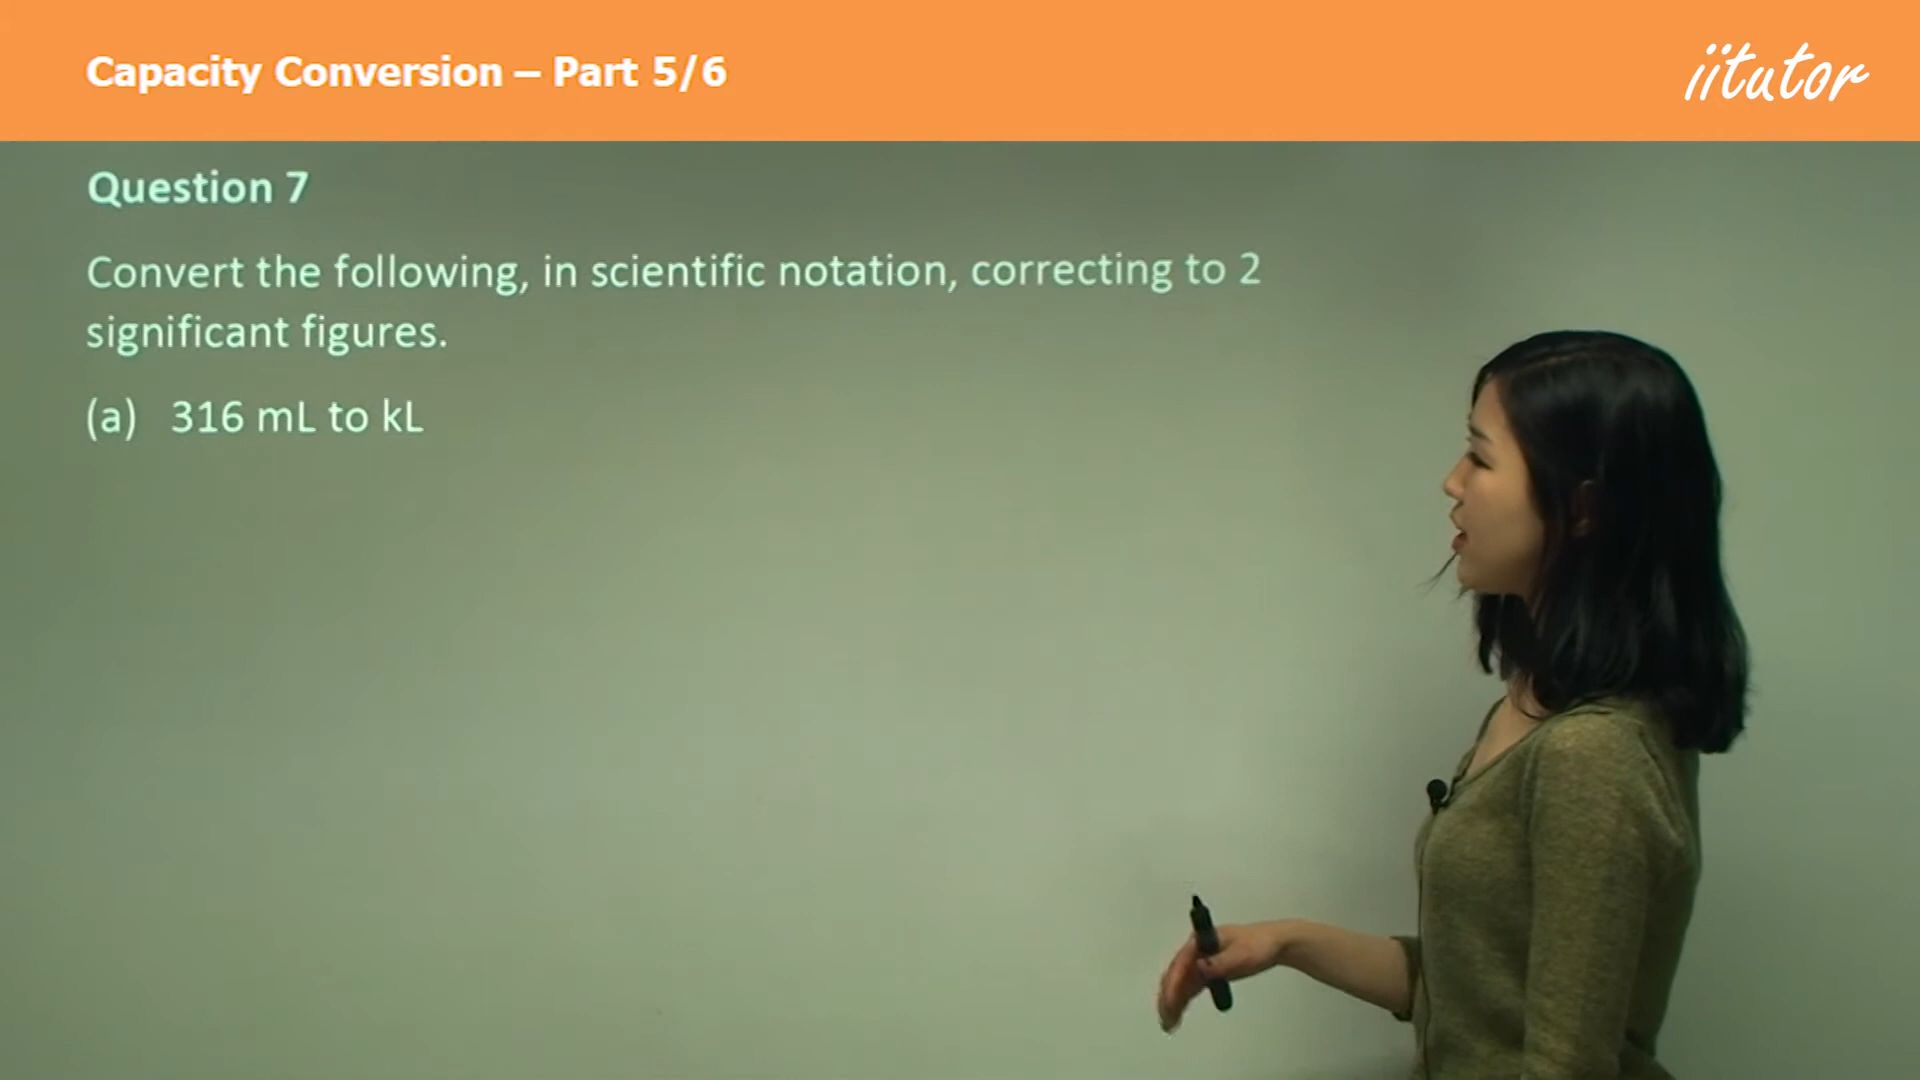 Capacity Conversion – Part 5/6
iitutor
Question 7
Convert the following, in scientific notation, correcting to 2
significant figures.
(a) 316 mL to kL